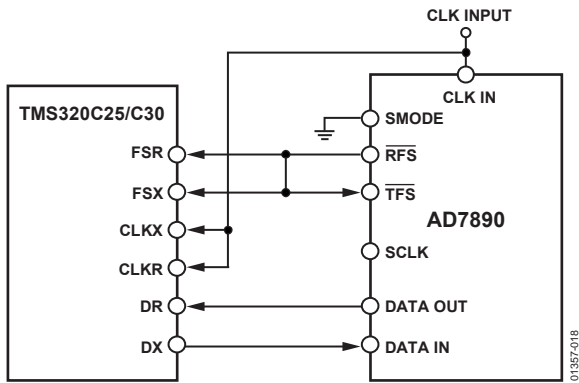 CLK INPUT
TMS320C25/C30
CLK IN
SMODE
FSR
RFS
FSX
TFS
AD7890
CLKX
SCLK
CLKR
DR
DATA OUT
DX
DATA IN
01357-018